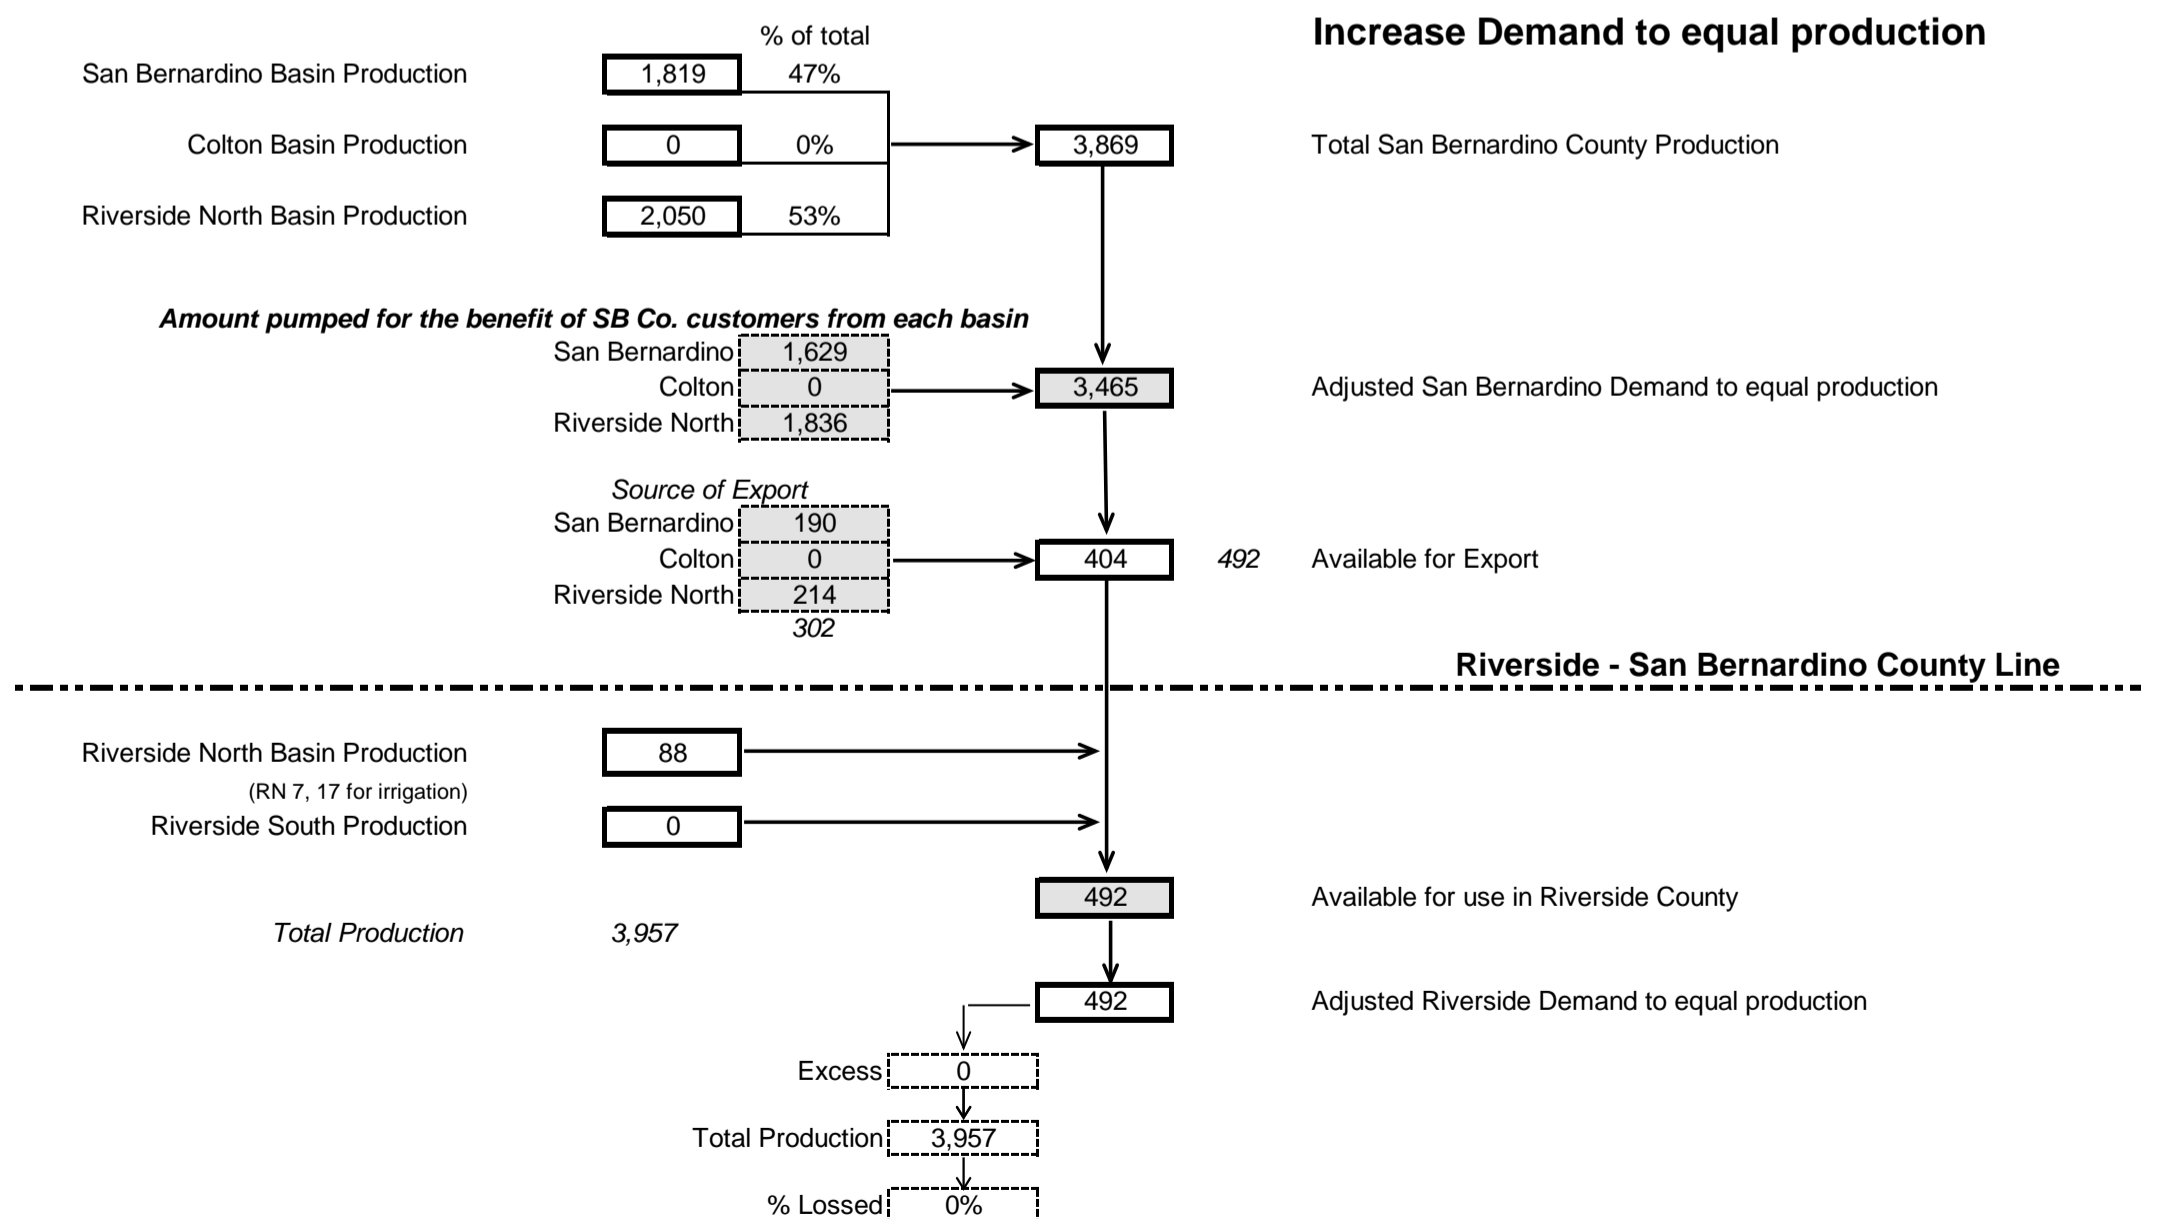 % of total
Increase Demand to equal production
San Bernardino Basin Production 1,819 47%
Colton Basin Production 0 0% 3,869 Total San Bernardino County Production
Riverside North Basin Production 2,050 53%
Amount pumped for the benefit of SB Co. customers from each basin
San Bernardino 1,629
Colton 0 3,465 Adjusted San Bernardino Demand to equal production
Riverside North 1,836
Source of Export
San Bernardino 190
Colton 0 404 492 Available for Export
Riverside North 214
302
Riverside - San Bernardino County Line
Riverside North Basin Production 88
(RN 7, 17 for irrigation)
Riverside South Production 0
492 Available for use in Riverside County
Total Production 3,957
492 Adjusted Riverside Demand to equal production
Excess 0
Total Production 3,957
% Lossed 0%